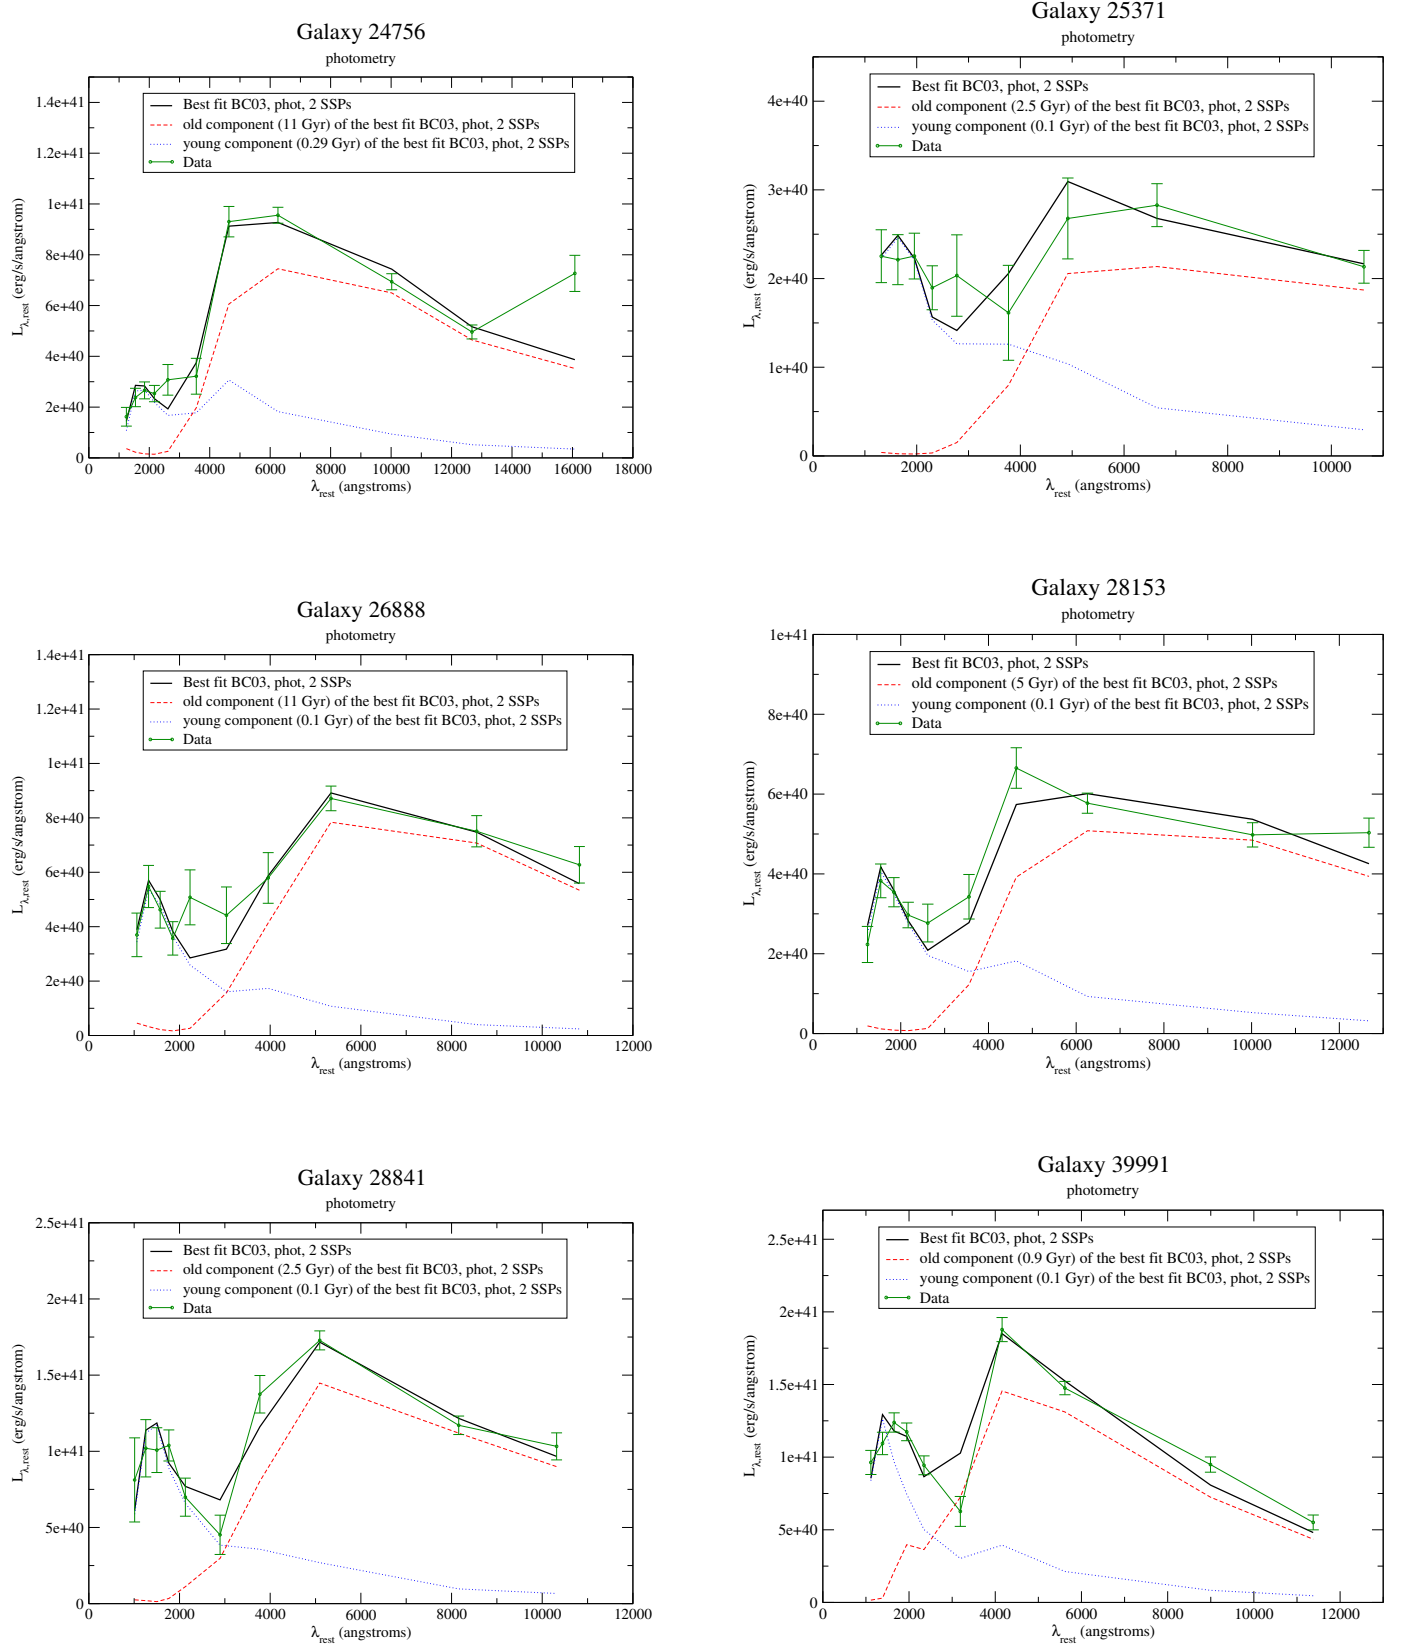 Galaxy 24756
photometry
1.4e+41
1.2e+41
1e+41
8e+40
6e+40
4e+40
2e+40
0
L_λ,rest (erg/s/angstrom)
Best fit BC03, phot, 2 SSPs
old component (11 Gyr) of the best fit BC03, phot, 2 SSPs
young component (0.29 Gyr) of the best fit BC03, phot, 2 SSPs
Data
0 2000 4000 6000 8000 10000 12000 14000 16000 18000
λ_rest (angstroms)
Galaxy 25371
photometry
4e+40
3e+40
2e+40
1e+40
0
L_λ,rest (erg/s/angstrom)
Best fit BC03, phot, 2 SSPs
old component (2.5 Gyr) of the best fit BC03, phot, 2 SSPs
young component (0.1 Gyr) of the best fit BC03, phot, 2 SSPs
Data
0 2000 4000 6000 8000 10000
λ_rest (angstroms)
Galaxy 26888
photometry
1.4e+41
1.2e+41
1e+41
8e+40
6e+40
4e+40
2e+40
0
L_λ,rest (erg/s/angstrom)
Best fit BC03, phot, 2 SSPs
old component (11 Gyr) of the best fit BC03, phot, 2 SSPs
young component (0.1 Gyr) of the best fit BC03, phot, 2 SSPs
Data
0 2000 4000 6000 8000 10000 12000
λ_rest (angstroms)
Galaxy 28153
photometry
1e+41
8e+40
6e+40
4e+40
2e+40
0
L_λ,rest (erg/s/angstrom)
Best fit BC03, phot, 2 SSPs
old component (5 Gyr) of the best fit BC03, phot, 2 SSPs
young component (0.1 Gyr) of the best fit BC03, phot, 2 SSPs
Data
0 2000 4000 6000 8000 10000 12000
λ_rest (angstroms)
Galaxy 28841
photometry
2.5e+41
2e+41
1.5e+41
1e+41
5e+40
0
L_λ,rest (erg/s/angstrom)
Best fit BC03, phot, 2 SSPs
old component (2.5 Gyr) of the best fit BC03, phot, 2 SSPs
young component (0.1 Gyr) of the best fit BC03, phot, 2 SSPs
Data
0 2000 4000 6000 8000 10000 12000
λ_rest (angstroms)
Galaxy 39991
photometry
2.5e+41
2e+41
1.5e+41
1e+41
5e+40
0
L_λ,rest (erg/s/angstrom)
Best fit BC03, phot, 2 SSPs
old component (0.9 Gyr) of the best fit BC03, phot, 2 SSPs
young component (0.1 Gyr) of the best fit BC03, phot, 2 SSPs
Data
0 2000 4000 6000 8000 10000 12000
λ_rest (angstroms)